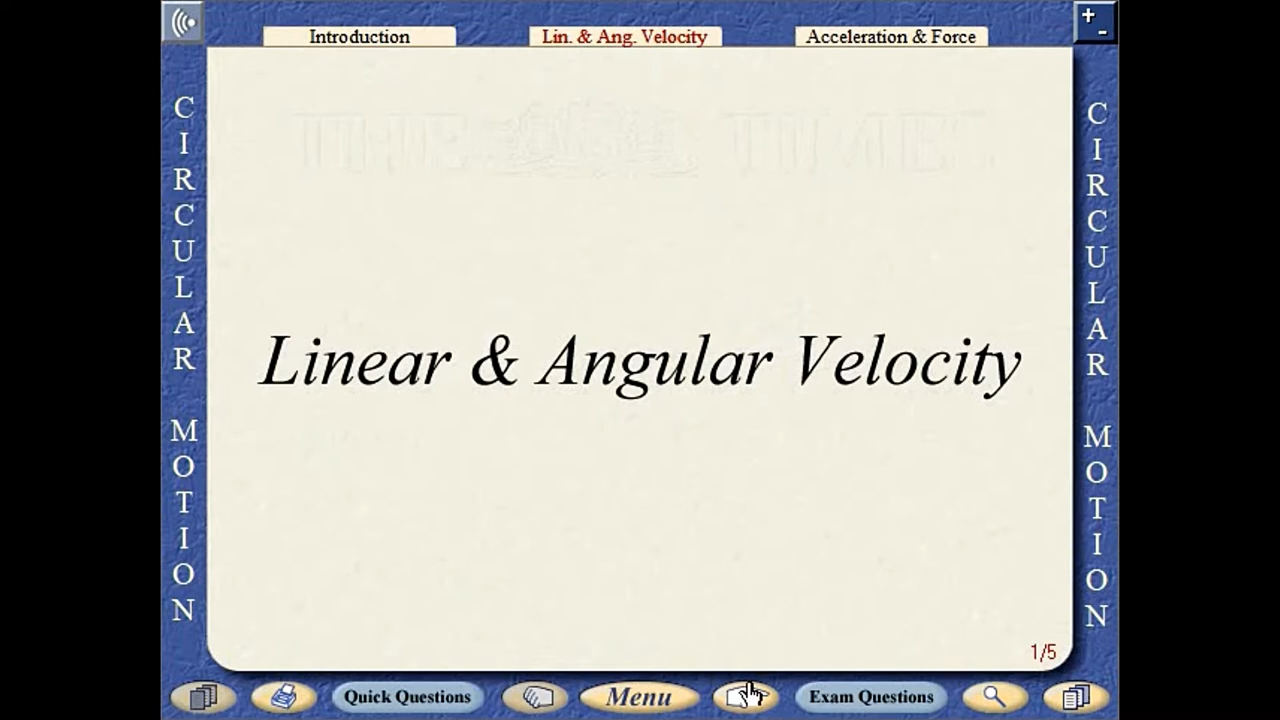 Introduction
Lin. & Ang. Velocity
Acceleration & Force
+
-
CIRCULAR MOTION
Linear & Angular Velocity
CIRCULAR MOTION
1/5
Quick Questions
Menu
Exam Questions